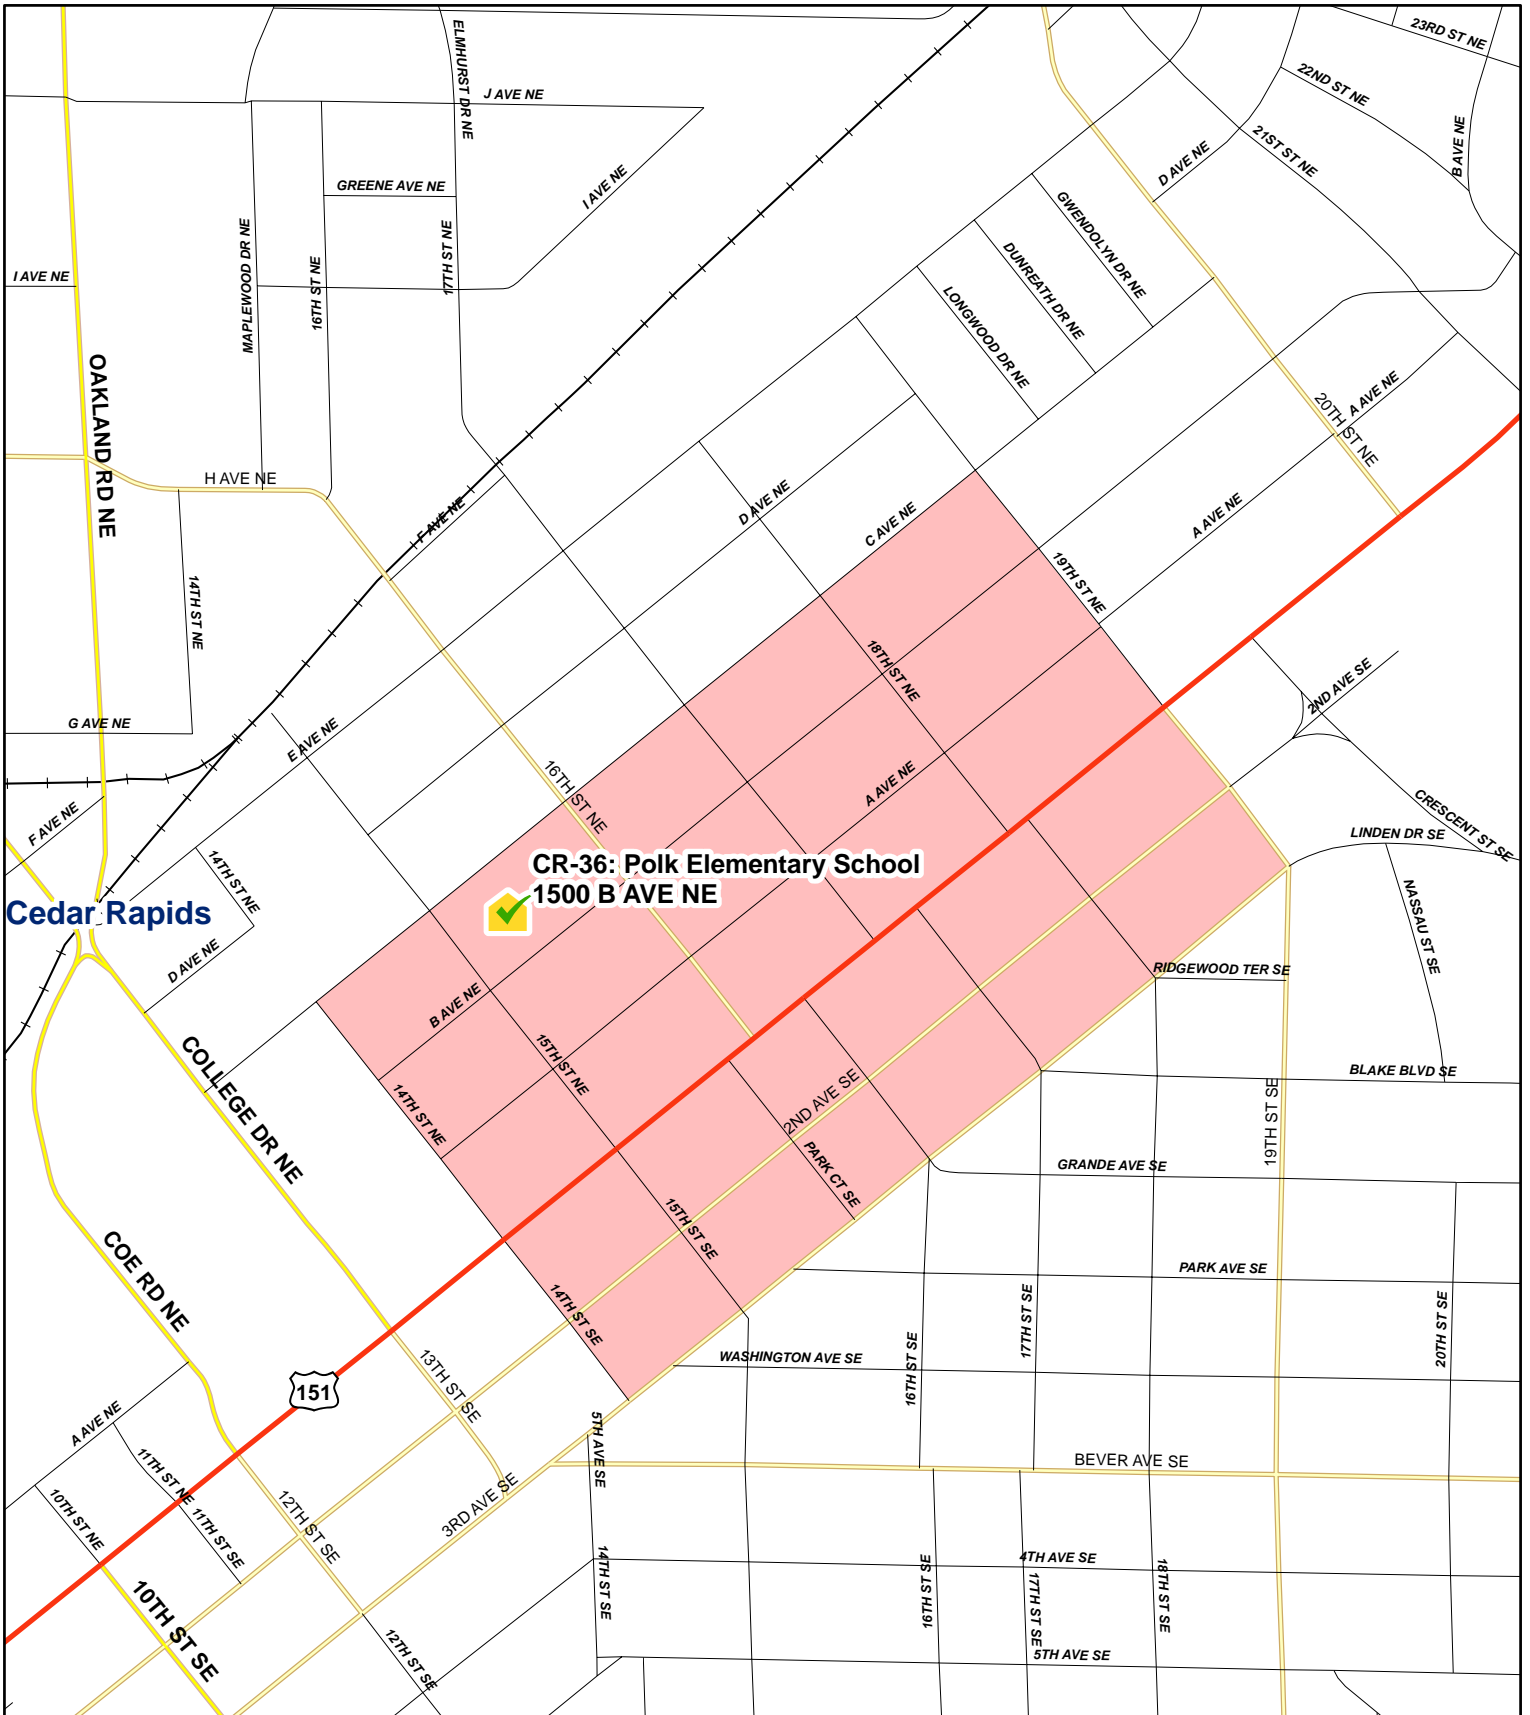 23RD ST NE
ELMHURST DR NE
22ND ST NE
J AVE NE
B AVE NE
21ST ST NE
D AVE NE
GREENE AVE NE
I AVE NE
GWENDOLYN DR NE
MAPLEWOOD DR NE
17TH ST NE
DUNREATH DR NE
16TH ST NE
I AVE NE
LONGWOOD DR NE
OAKLAND RD NE
A AVE NE
20TH ST NE
H AVE NE
D AVE NE
F AVE NE
C AVE NE
A AVE NE
14TH ST NE
19TH ST NE
18TH ST NE
2ND AVE SE
G AVE NE
E AVE NE
16TH ST NE
A AVE NE
CRESCENT ST SE
F AVE NE
LINDEN DR SE
14TH ST NE
CR-36: Polk Elementary School
1500 B AVE NE
Cedar Rapids
NASSAU ST SE
D AVE NE
RIDGEWOOD TER SE
B AVE NE
15TH ST NE
COLLEGE DR NE
BLAKE BLVD SE
14TH ST NE
2ND AVE SE
19TH ST SE
GRANDE AVE SE
PARK CT SE
15TH ST SE
COE RD NE
PARK AVE SE
14TH ST SE
17TH ST SE
20TH ST SE
16TH ST SE
WASHINGTON AVE SE
13TH ST SE
151
A AVE NE
5TH AVE SE
BEVER AVE SE
11TH ST NE
3RD AVE SE
10TH ST NE
11TH ST SE
12TH ST SE
4TH AVE SE
14TH ST SE
16TH ST SE
17TH ST SE
18TH ST SE
10TH ST SE
12TH ST SE
5TH AVE SE